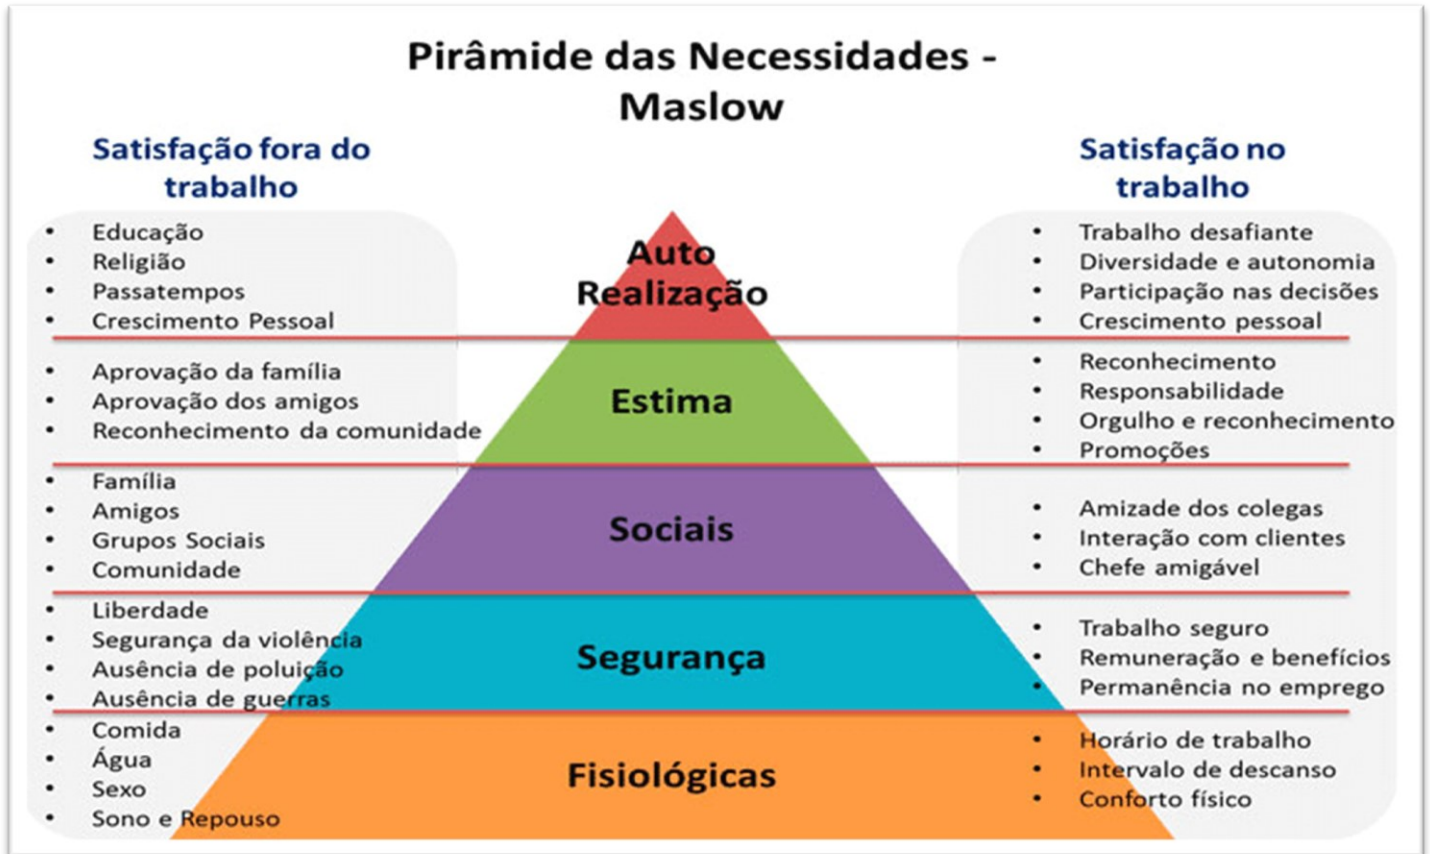 Pirâmide das Necessidades -
Maslow
Satisfação fora do
trabalho
• Educação
• Religião
• Passatempos
• Crescimento Pessoal
• Aprovação da família
• Aprovação dos amigos
• Reconhecimento da comunidade
• Família
• Amigos
• Grupos Sociais
• Comunidade
• Liberdade
• Segurança da violência
• Ausência de poluição
• Ausência de guerras
• Comida
• Água
• Sexo
• Sono e Repouso
Auto
Realização
Estima
Sociais
Segurança
Fisiológicas
Satisfação no
trabalho
• Trabalho desafiante
• Diversidade e autonomia
• Participação nas decisões
• Crescimento pessoal
• Reconhecimento
• Responsabilidade
• Orgulho e reconhecimento
• Promoções
• Amizade dos colegas
• Interação com clientes
• Chefe amigável
• Trabalho seguro
• Remuneração e benefícios
• Permanência no emprego
• Horário de trabalho
• Intervalo de descanso
• Conforto físico